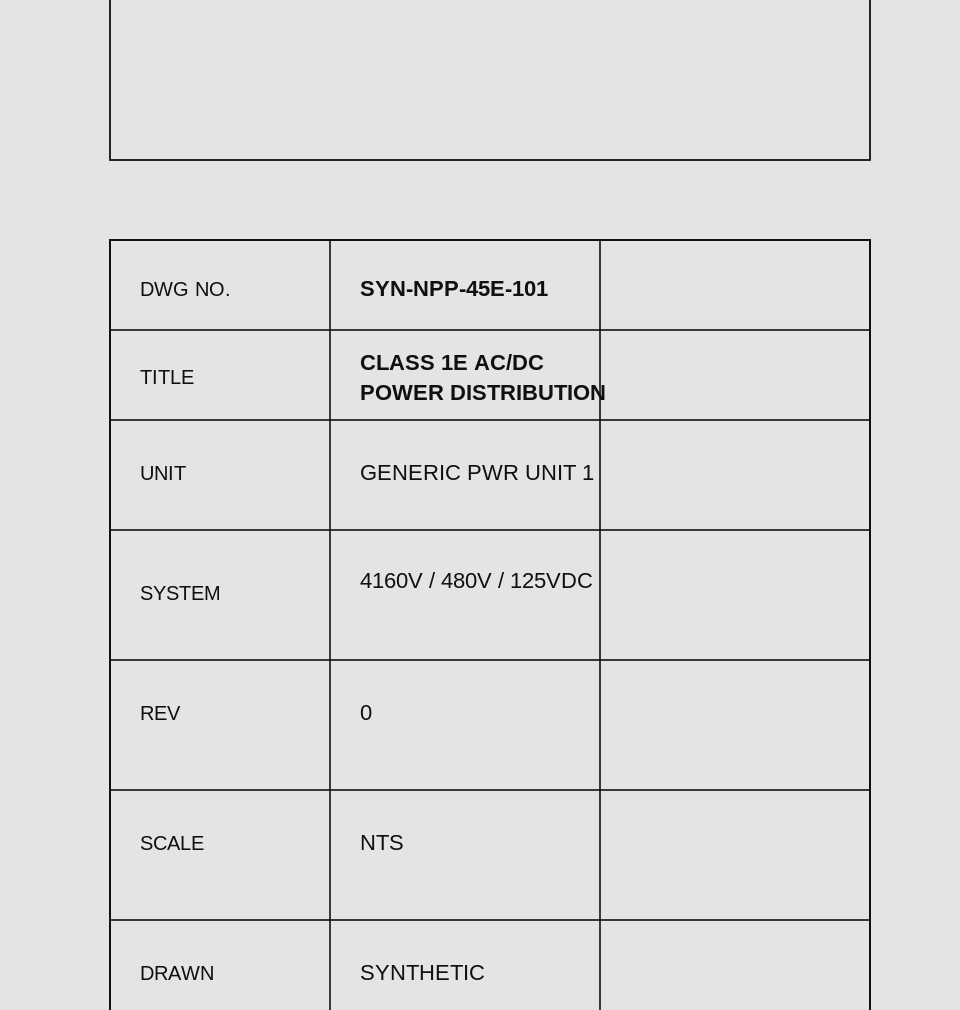 DWG NO. SYN-NPP-45E-101
TITLE CLASS 1E AC/DC
POWER DISTRIBUTION
UNIT GENERIC PWR UNIT 1
SYSTEM 4160V / 480V / 125VDC
REV 0
SCALE NTS
DRAWN SYNTHETIC